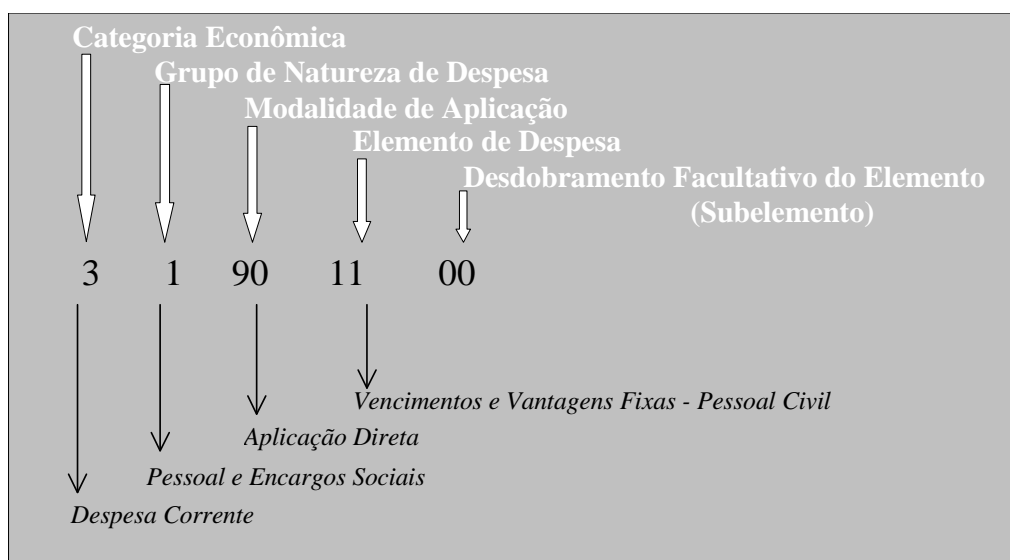 Categoria Econômica
Grupo de Natureza de Despesa
Modalidade de Aplicação
Elemento de Despesa
Desdobramento Facultativo do Elemento
(Subelemento)
3 1 90 11 00
Vencimentos e Vantagens Fixas - Pessoal Civil
Aplicação Direta
Pessoal e Encargos Sociais
Despesa Corrente